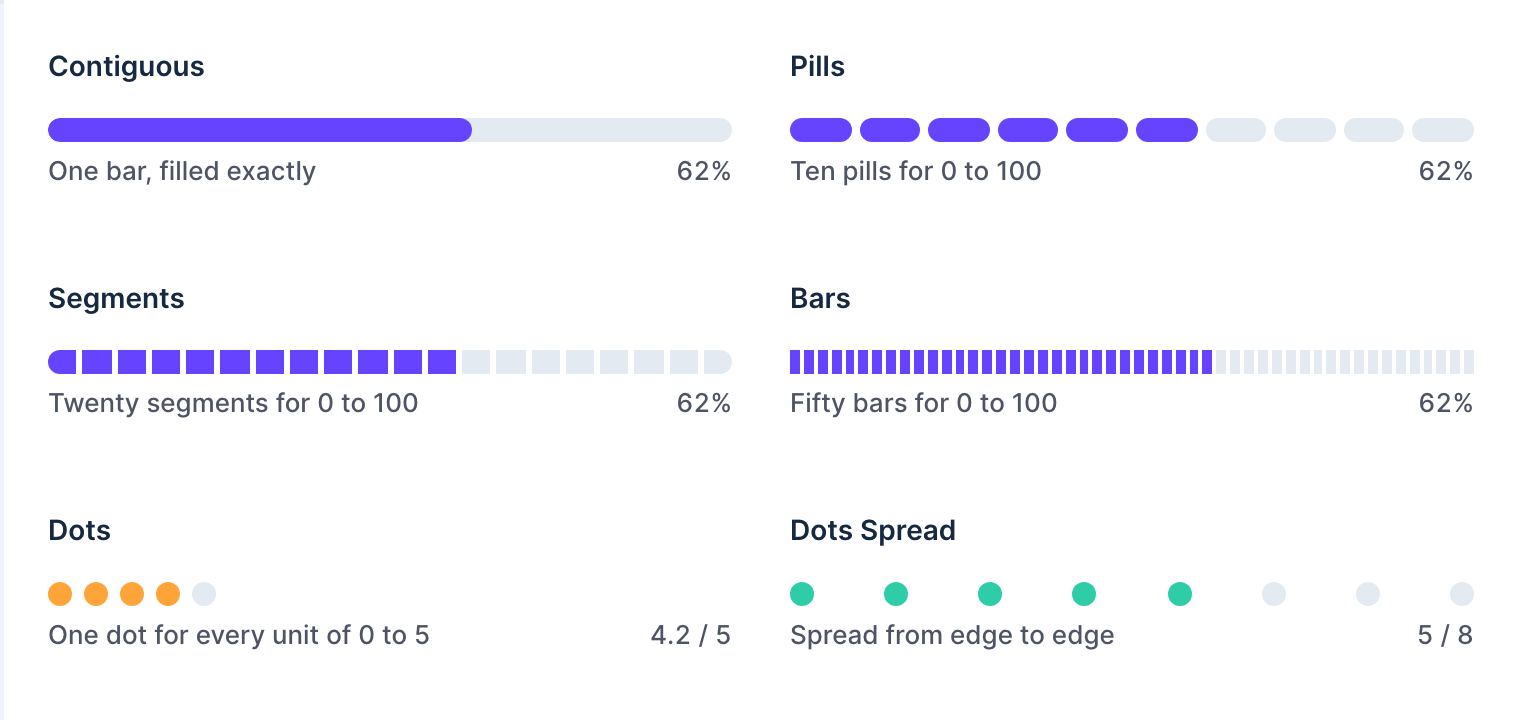 Contiguous
One bar, filled exactly 62%
Pills
Ten pills for 0 to 100 62%
Segments
Twenty segments for 0 to 100 62%
Bars
Fifty bars for 0 to 100 62%
Dots
One dot for every unit of 0 to 5 4.2 / 5
Dots Spread
Spread from edge to edge 5 / 8